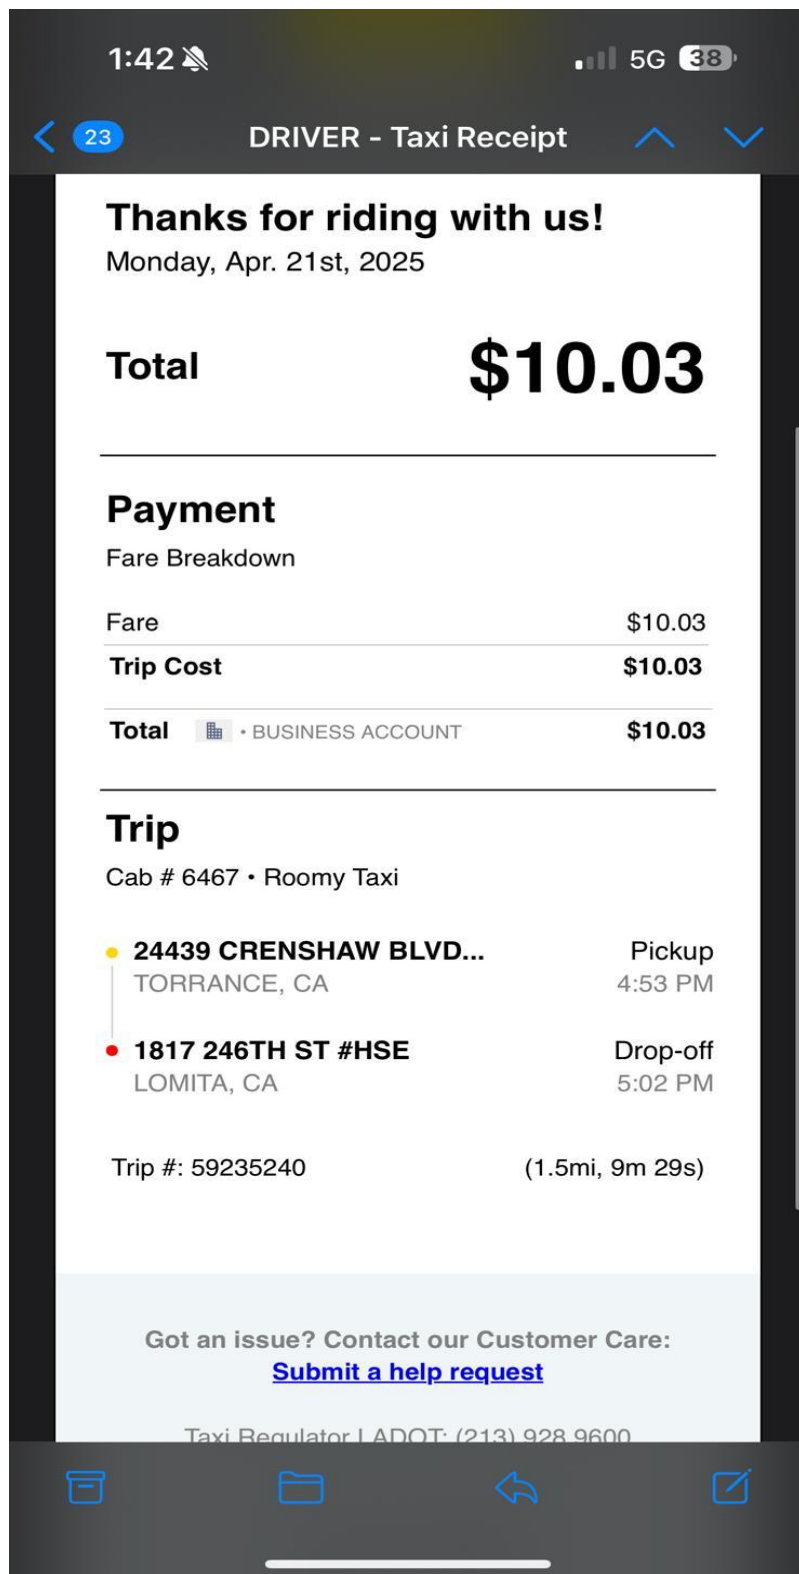 1:42 5G 38
23 DRIVER - Taxi Receipt
Thanks for riding with us!
Monday, Apr. 21st, 2025
Total $10.03
Payment
Fare Breakdown
Fare $10.03
Trip Cost $10.03
Total • BUSINESS ACCOUNT $10.03
Trip
Cab # 6467 • Roomy Taxi
24439 CRENSHAW BLVD... Pickup
TORRANCE, CA 4:53 PM
1817 246TH ST #HSE Drop-off
LOMITA, CA 5:02 PM
Trip #: 59235240 (1.5mi, 9m 29s)
Got an issue? Contact our Customer Care:
Submit a help request
Taxi Regulator LADOT: (213) 928 9600